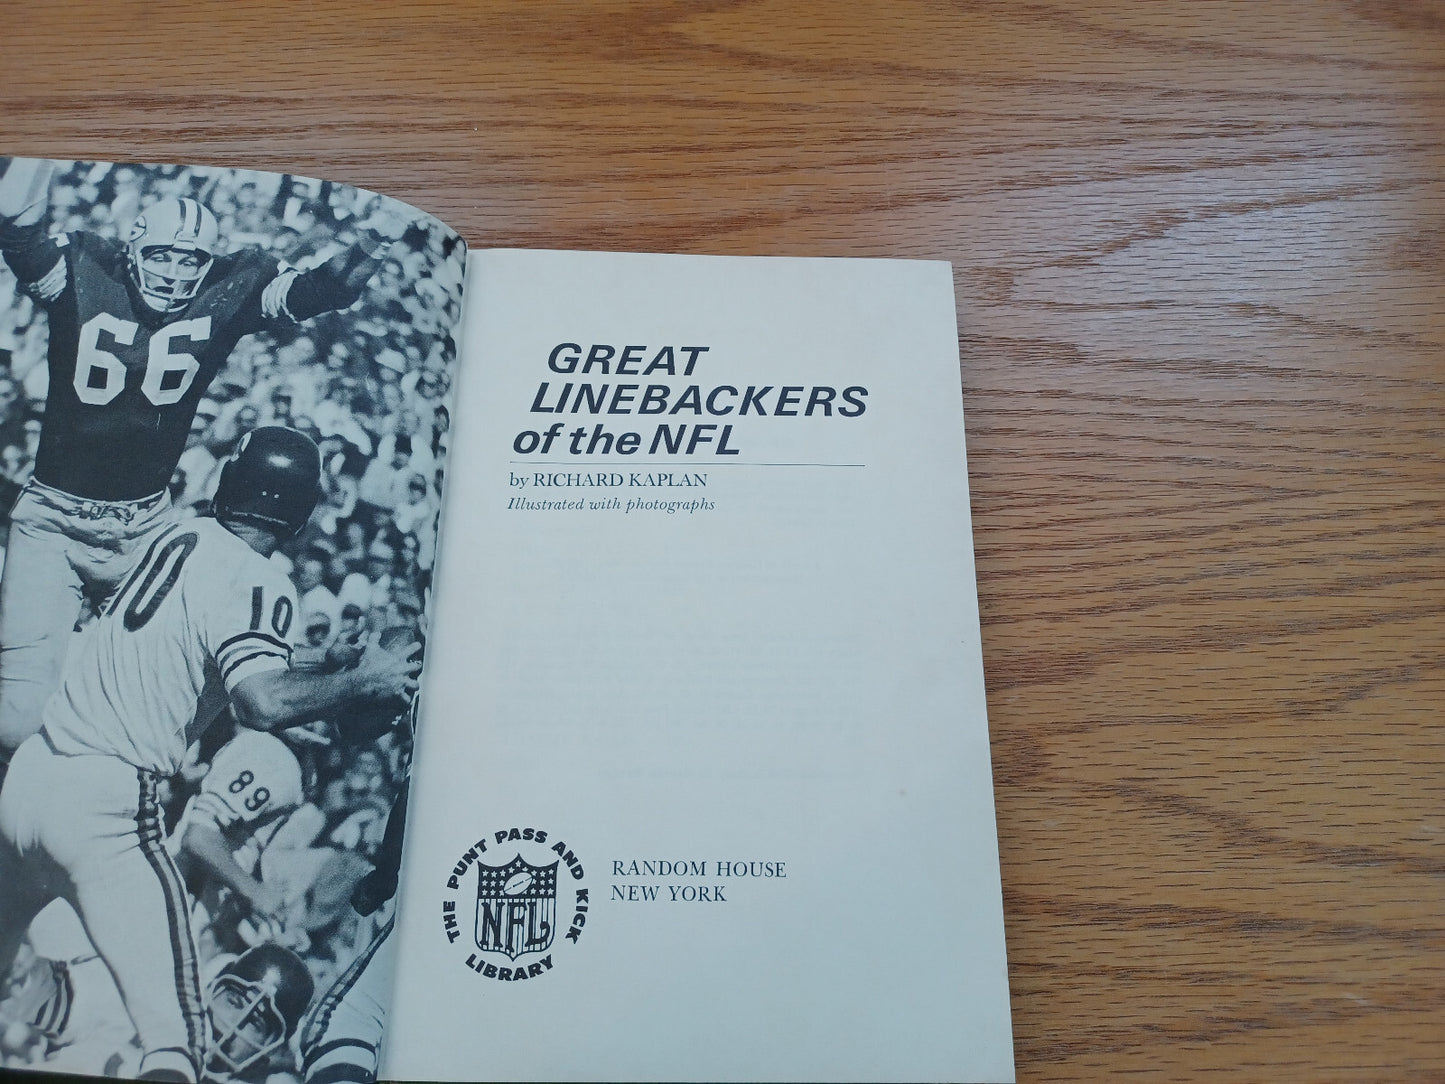 66
10
10
89
GREAT
LINEBACKERS
of the NFL
by RICHARD KAPLAN
Illustrated with photographs
THE PUNT PASS AND KICK
NFL
LIBRARY
RANDOM HOUSE
NEW YORK